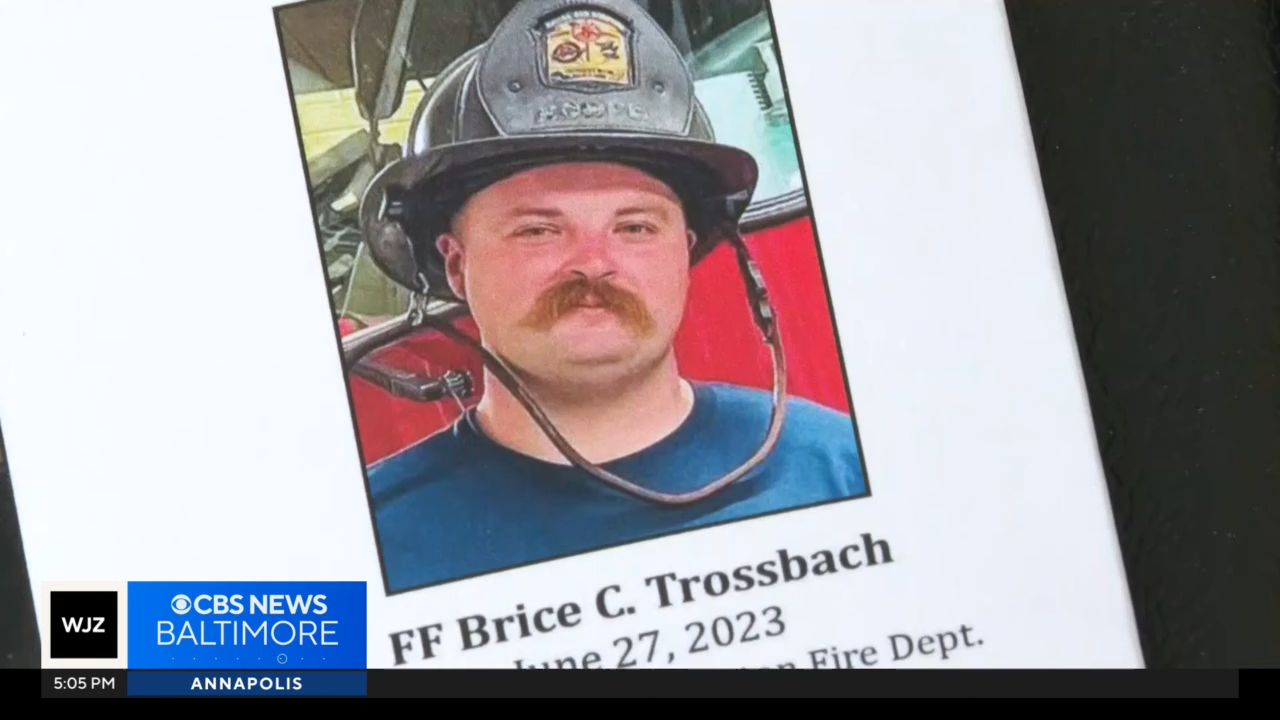 FF Brice C. Trossbach
June 27, 2023
Fire Dept.
WJZ
CBS NEWS
BALTIMORE
5:05 PM
ANNAPOLIS